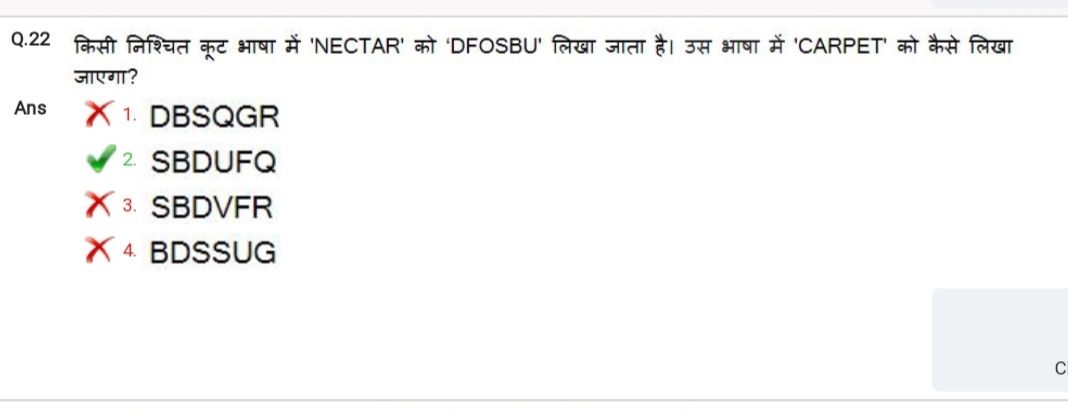 Q.22 किसी निश्चित कूट भाषा में 'NECTAR' को 'DFOSBU' लिखा जाता है। उस भाषा में 'CARPET' को कैसे लिखा
जाएगा?
Ans 1. DBSQGR
2. SBDUFQ
3. SBDVFR
4. BDSSUG